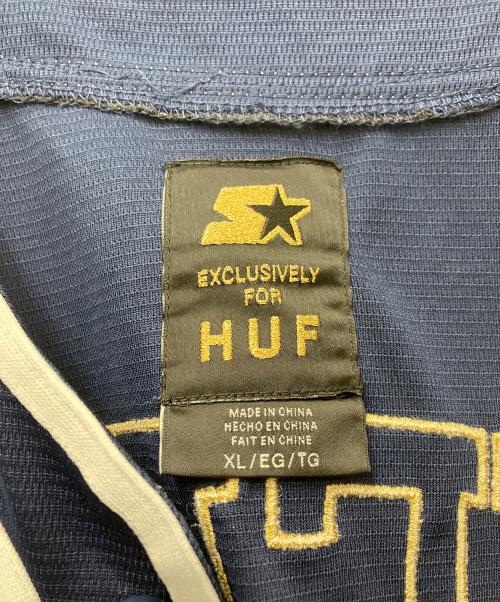 S★
EXCLUSIVELY
FOR
HUF
MADE IN CHINA
HECHO EN CHINA
FAIT EN CHINE
XL/EG/TG